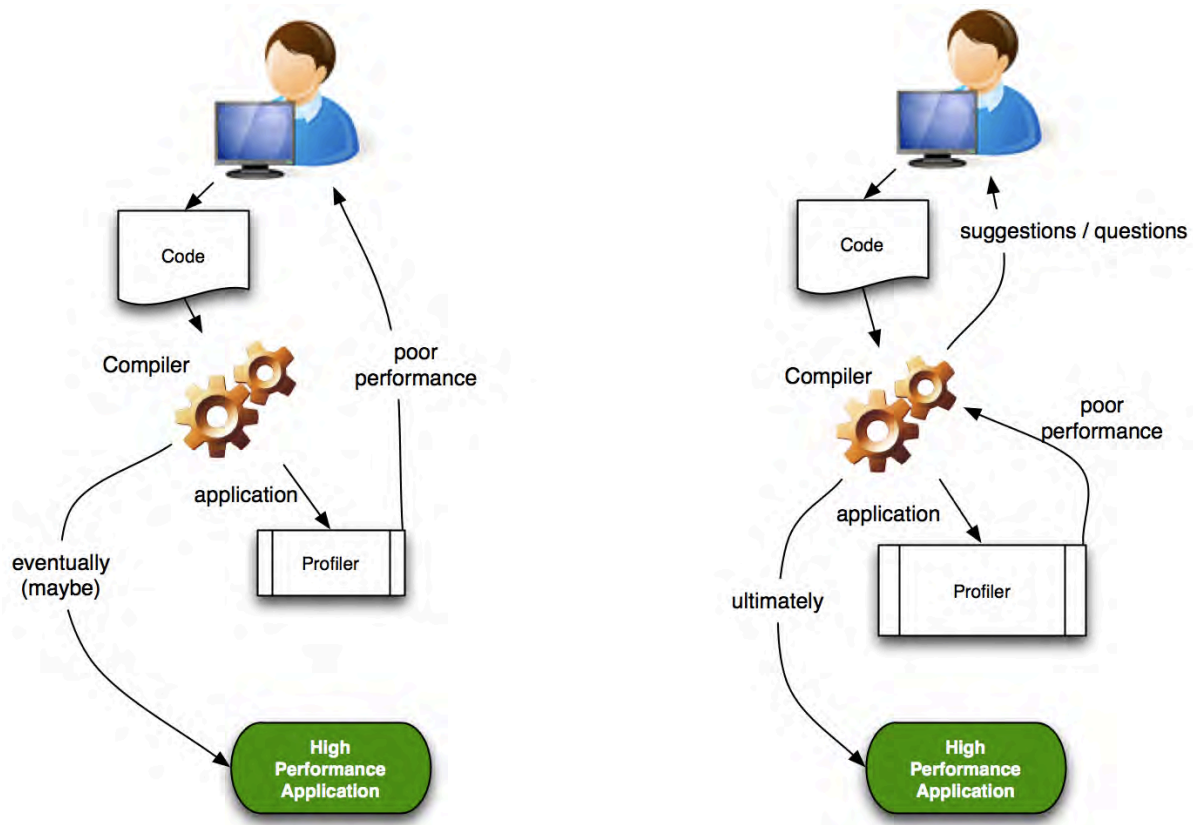 Code
Compiler
poor
performance
application
Profiler
eventually
(maybe)
High
Performance
Application
Code
suggestions / questions
Compiler
poor
performance
application
Profiler
ultimately
High
Performance
Application